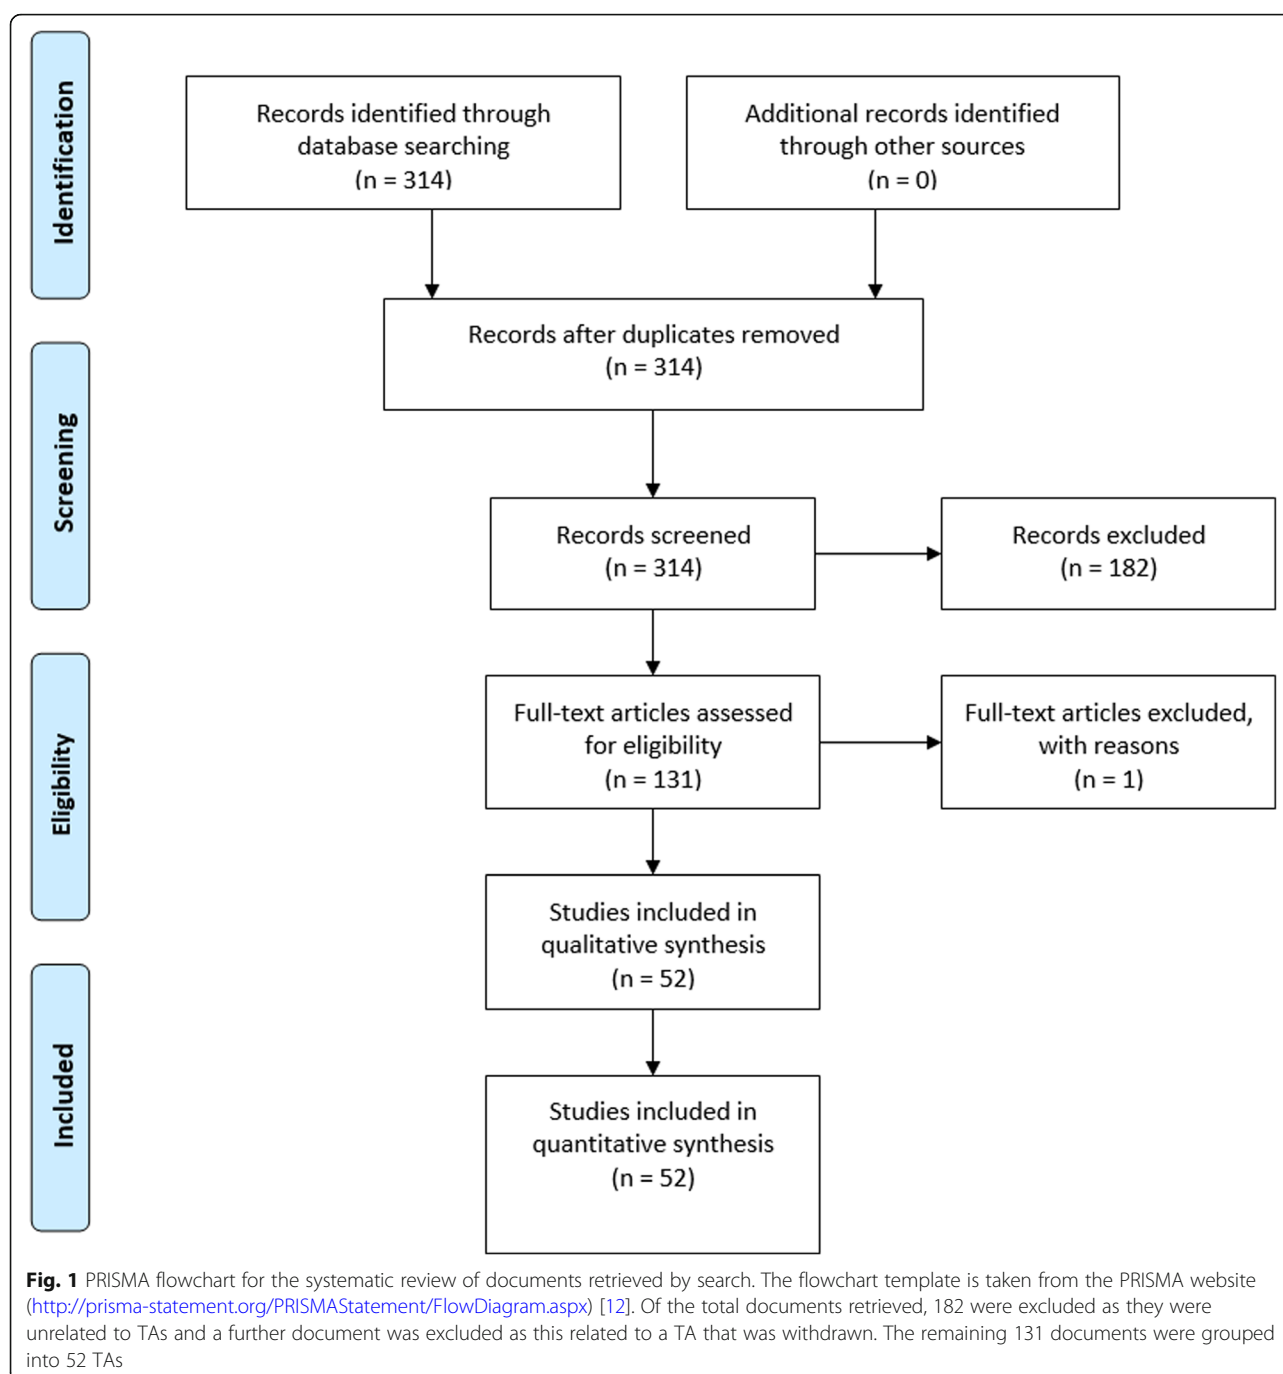 Identification
Records identified through
database searching
(n = 314)
Additional records identified
through other sources
(n = 0)
Records after duplicates removed
(n = 314)
Screening
Records screened
(n = 314)
Records excluded
(n = 182)
Eligibility
Full-text articles assessed
for eligibility
(n = 131)
Full-text articles excluded,
with reasons
(n = 1)
Studies included in
qualitative synthesis
(n = 52)
Included
Studies included in
quantitative synthesis
(n = 52)
Fig. 1 PRISMA flowchart for the systematic review of documents retrieved by search. The flowchart template is taken from the PRISMA website
(http://prisma-statement.org/PRISMAStatement/FlowDiagram.aspx) [12]. Of the total documents retrieved, 182 were excluded as they were
unrelated to TAs and a further document was excluded as this related to a TA that was withdrawn. The remaining 131 documents were grouped
into 52 TAs